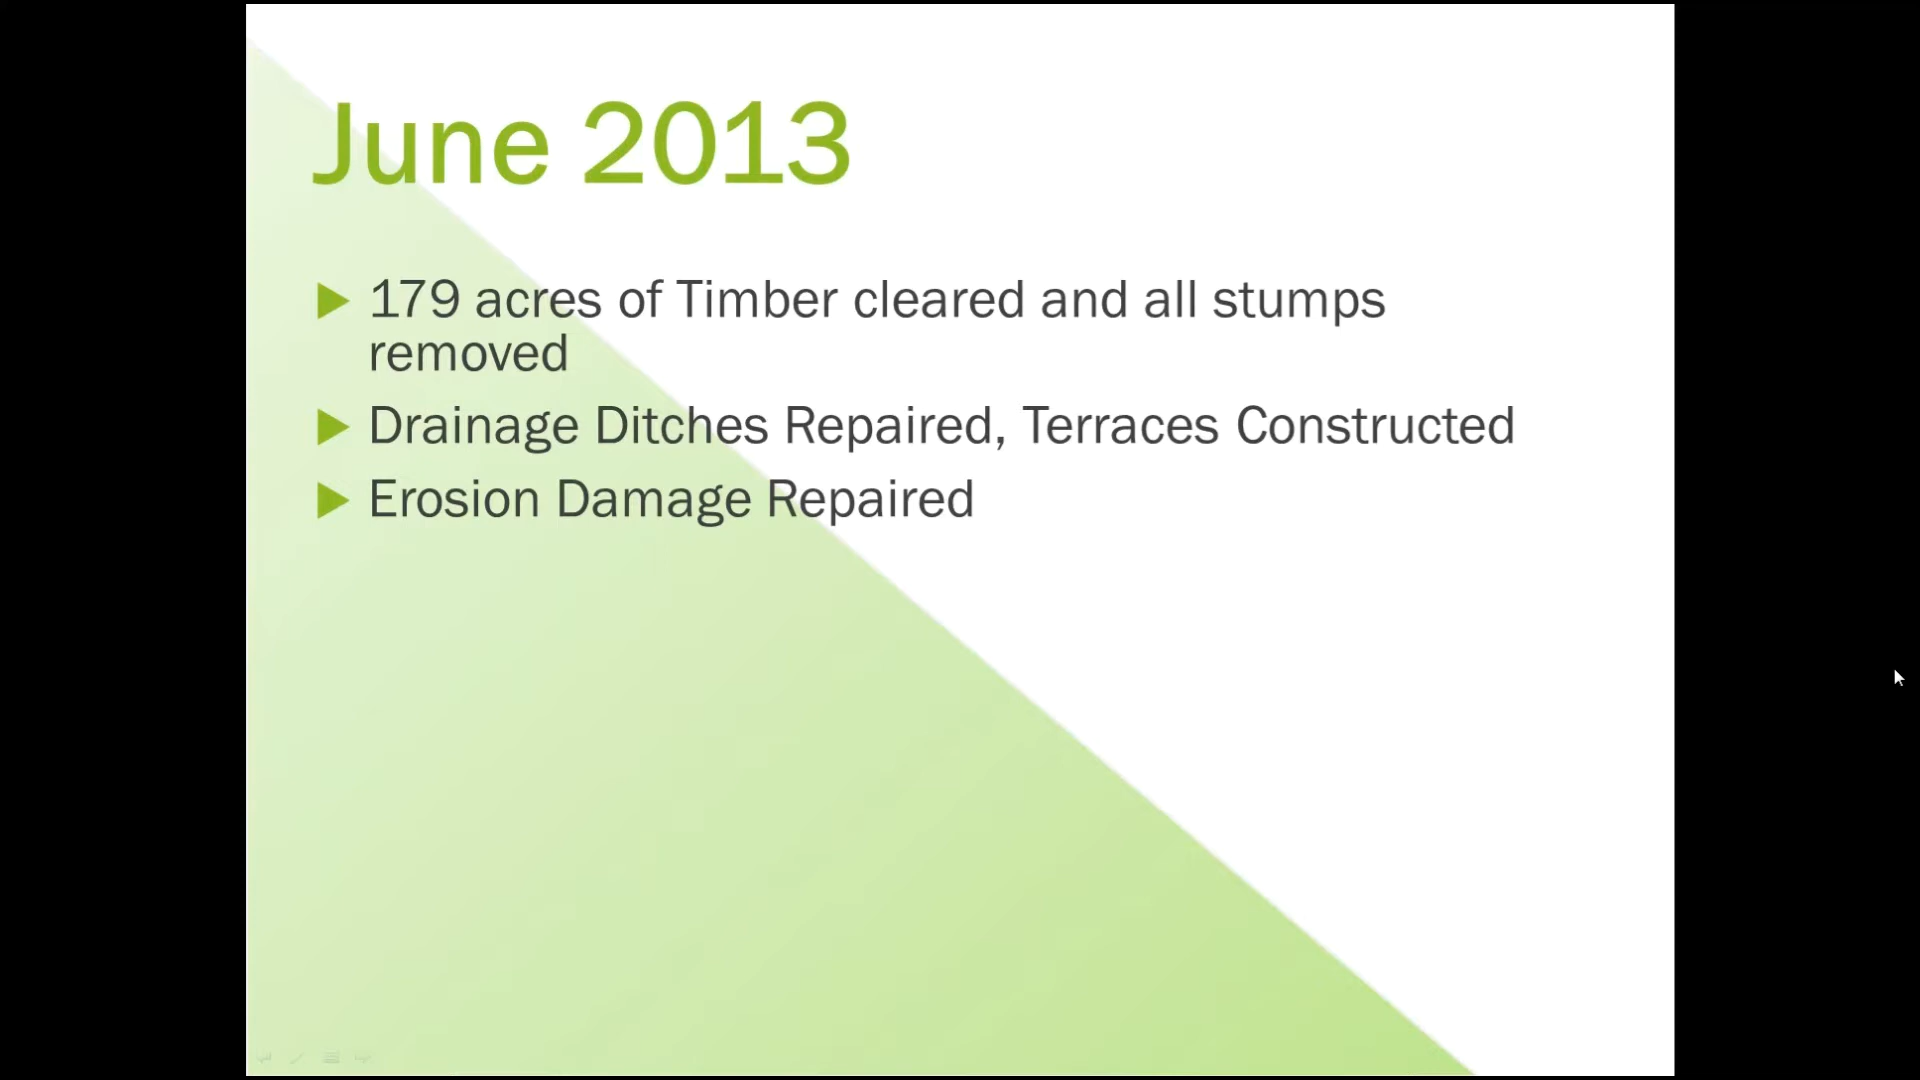 June 2013
179 acres of Timber cleared and all stumps
removed
Drainage Ditches Repaired, Terraces Constructed
Erosion Damage Repaired